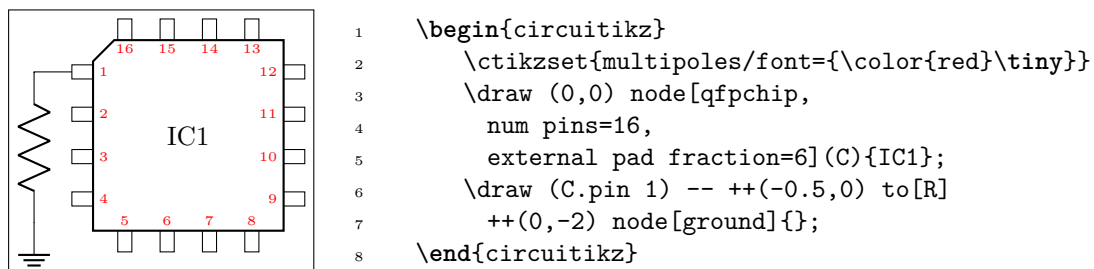 16 15 14 13
1 12
2 11
IC1
3 10
4 9
5 6 7 8
1 \begin{circuitikz}
2 \ctikzset{multipoles/font={\color{red}\tiny}}
3 \draw (0,0) node[qfpchip,
4 num pins=16,
5 external pad fraction=6](C){IC1};
6 \draw (C.pin 1) -- ++(-0.5,0) to[R]
7 ++(0,-2) node[ground]{};
8 \end{circuitikz}